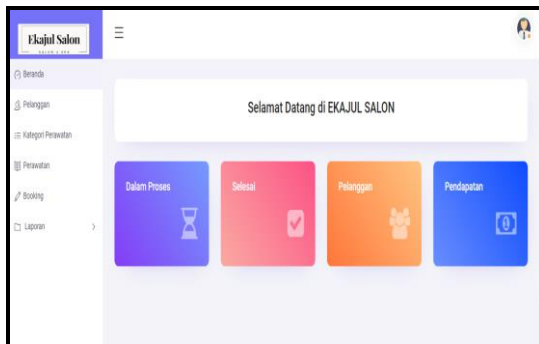 Ekajul Salon
Beranda
Pelanggan
Kategori Perawatan
Perawatan
Booking
Laporan
Selamat Datang di EKAJUL SALON
Dalam Proses
Selesai
Pelanggan
Pendapatan